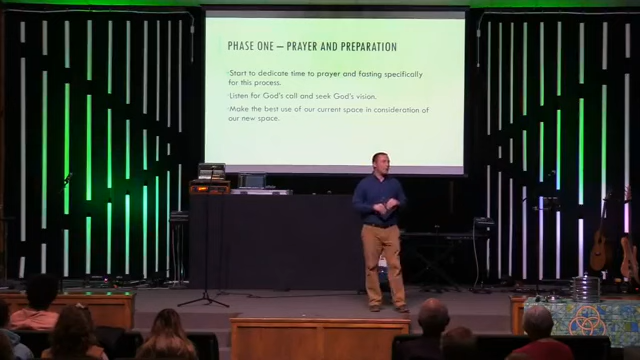 PHASE ONE – PRAYER AND PREPARATION
Start to dedicate time to prayer and fasting specifically
for this process.
Listen for God's call and seek God's vision.
Make the best use of our current space in consideration of
our new space.